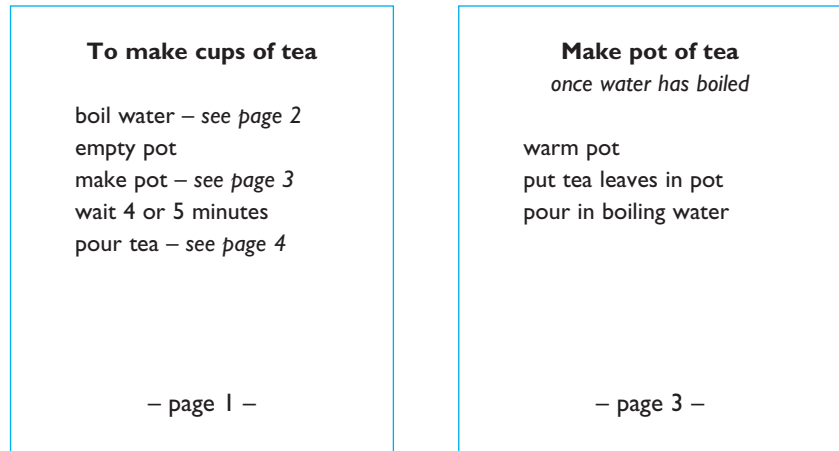 To make cups of tea
boil water – see page 2
empty pot
make pot – see page 3
wait 4 or 5 minutes
pour tea – see page 4
– page 1 –
Make pot of tea
once water has boiled
warm pot
put tea leaves in pot
pour in boiling water
– page 3 –